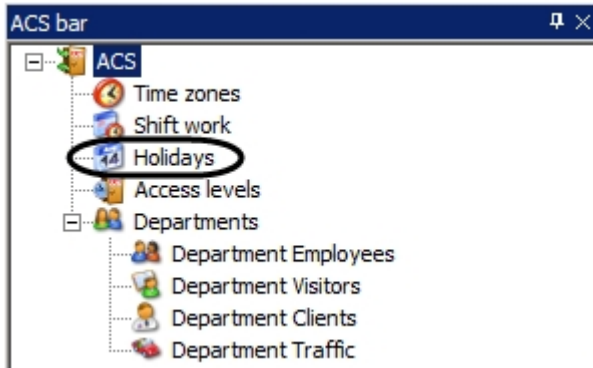 ACS bar
ACS
Time zones
Shift work
Holidays
Access levels
Departments
Department Employees
Department Visitors
Department Clients
Department Traffic